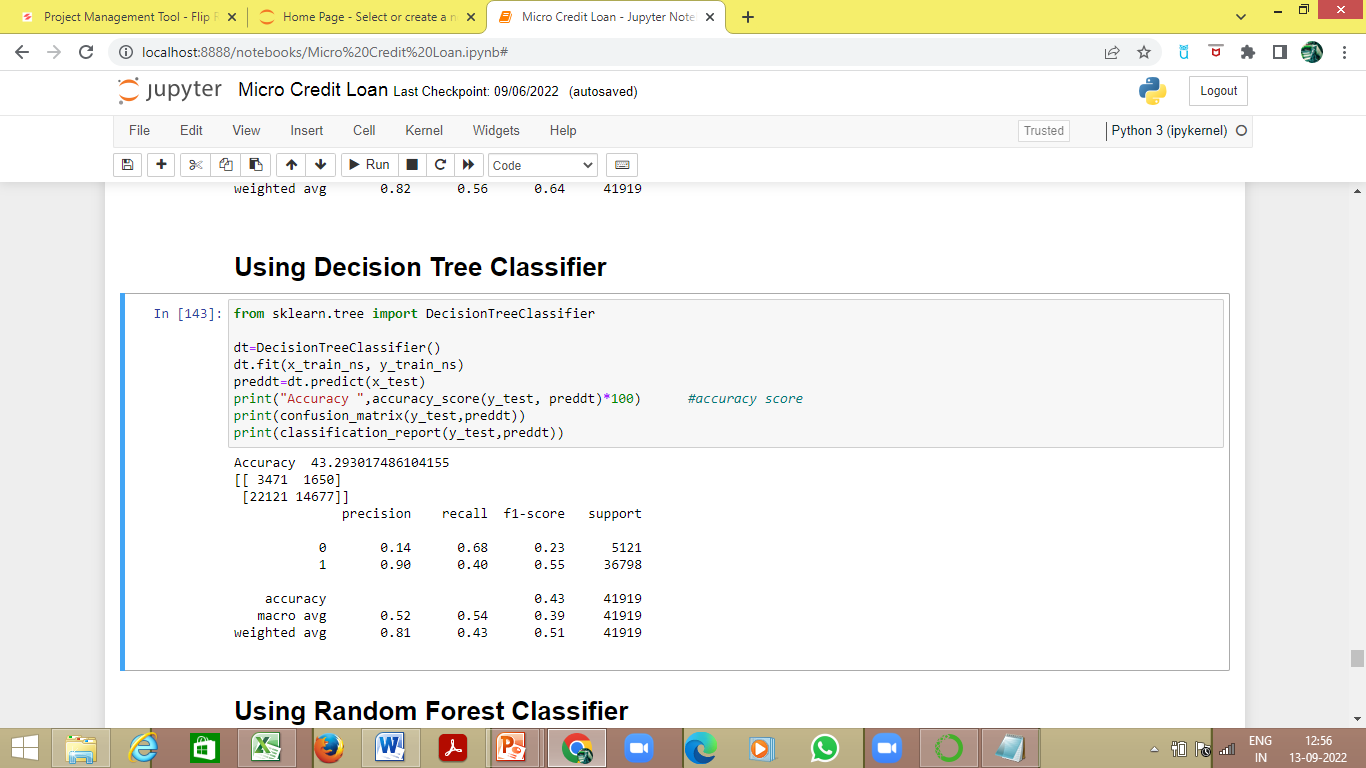 Project Management Tool - Flip R
Home Page - Select or create a n
Micro Credit Loan - Jupyter Note
localhost:8888/notebooks/Micro%20Credit%20Loan.ipynb#
jupyter Micro Credit Loan Last Checkpoint: 09/06/2022 (autosaved)
Logout
File Edit View Insert Cell Kernel Widgets Help
Trusted Python 3 (ipykernel)
Run Code
weighted avg 0.82 0.56 0.64 41919
Using Decision Tree Classifier
In [143]: from sklearn.tree import DecisionTreeClassifier
dt=DecisionTreeClassifier()
dt.fit(x_train_ns, y_train_ns)
preddt=dt.predict(x_test)
print("Accuracy ",accuracy_score(y_test, preddt)*100) #accuracy score
print(confusion_matrix(y_test,preddt))
print(classification_report(y_test,preddt))
Accuracy 43.293017486104155
[[ 3471 1650]
[22121 14677]]
precision recall f1-score support
0 0.14 0.68 0.23 5121
1 0.90 0.40 0.55 36798
accuracy 0.43 41919
macro avg 0.52 0.54 0.39 41919
weighted avg 0.81 0.43 0.51 41919
Using Random Forest Classifier
ENG 12:56
IN 13-09-2022